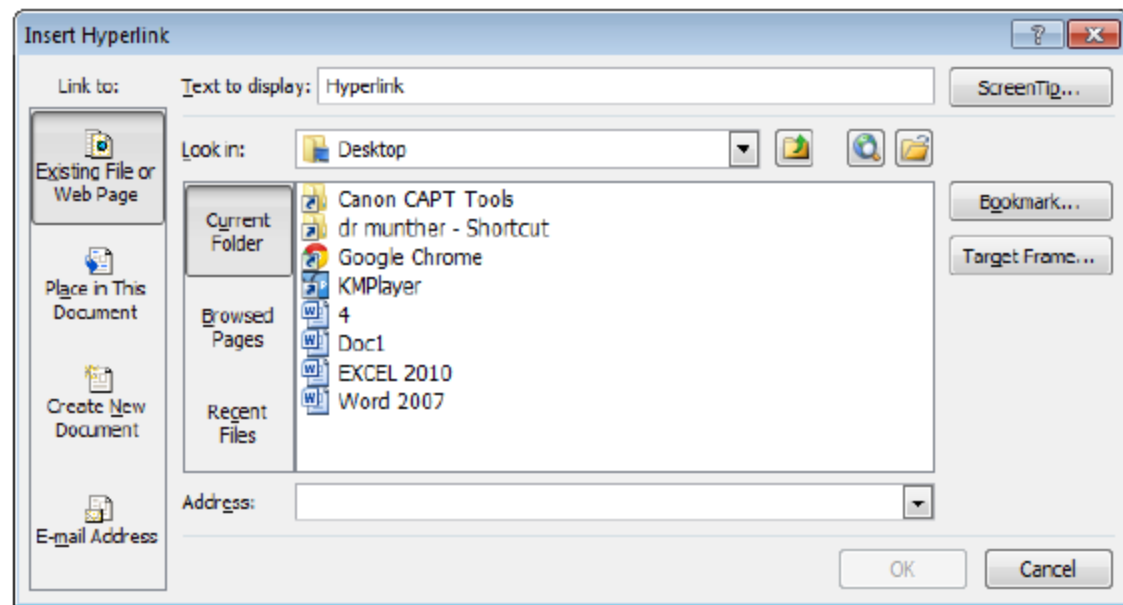 Insert Hyperlink
Link to:
Text to display: Hyperlink
ScreenTip...
Existing File or
Web Page
Place in This
Document
Create New
Document
E-mail Address
Look in: Desktop
Current
Folder
Browsed
Pages
Recent
Files
Canon CAPT Tools
dr munther - Shortcut
Google Chrome
KMPlayer
4
Doc1
EXCEL 2010
Word 2007
Bookmark...
Target Frame...
Address:
OK
Cancel